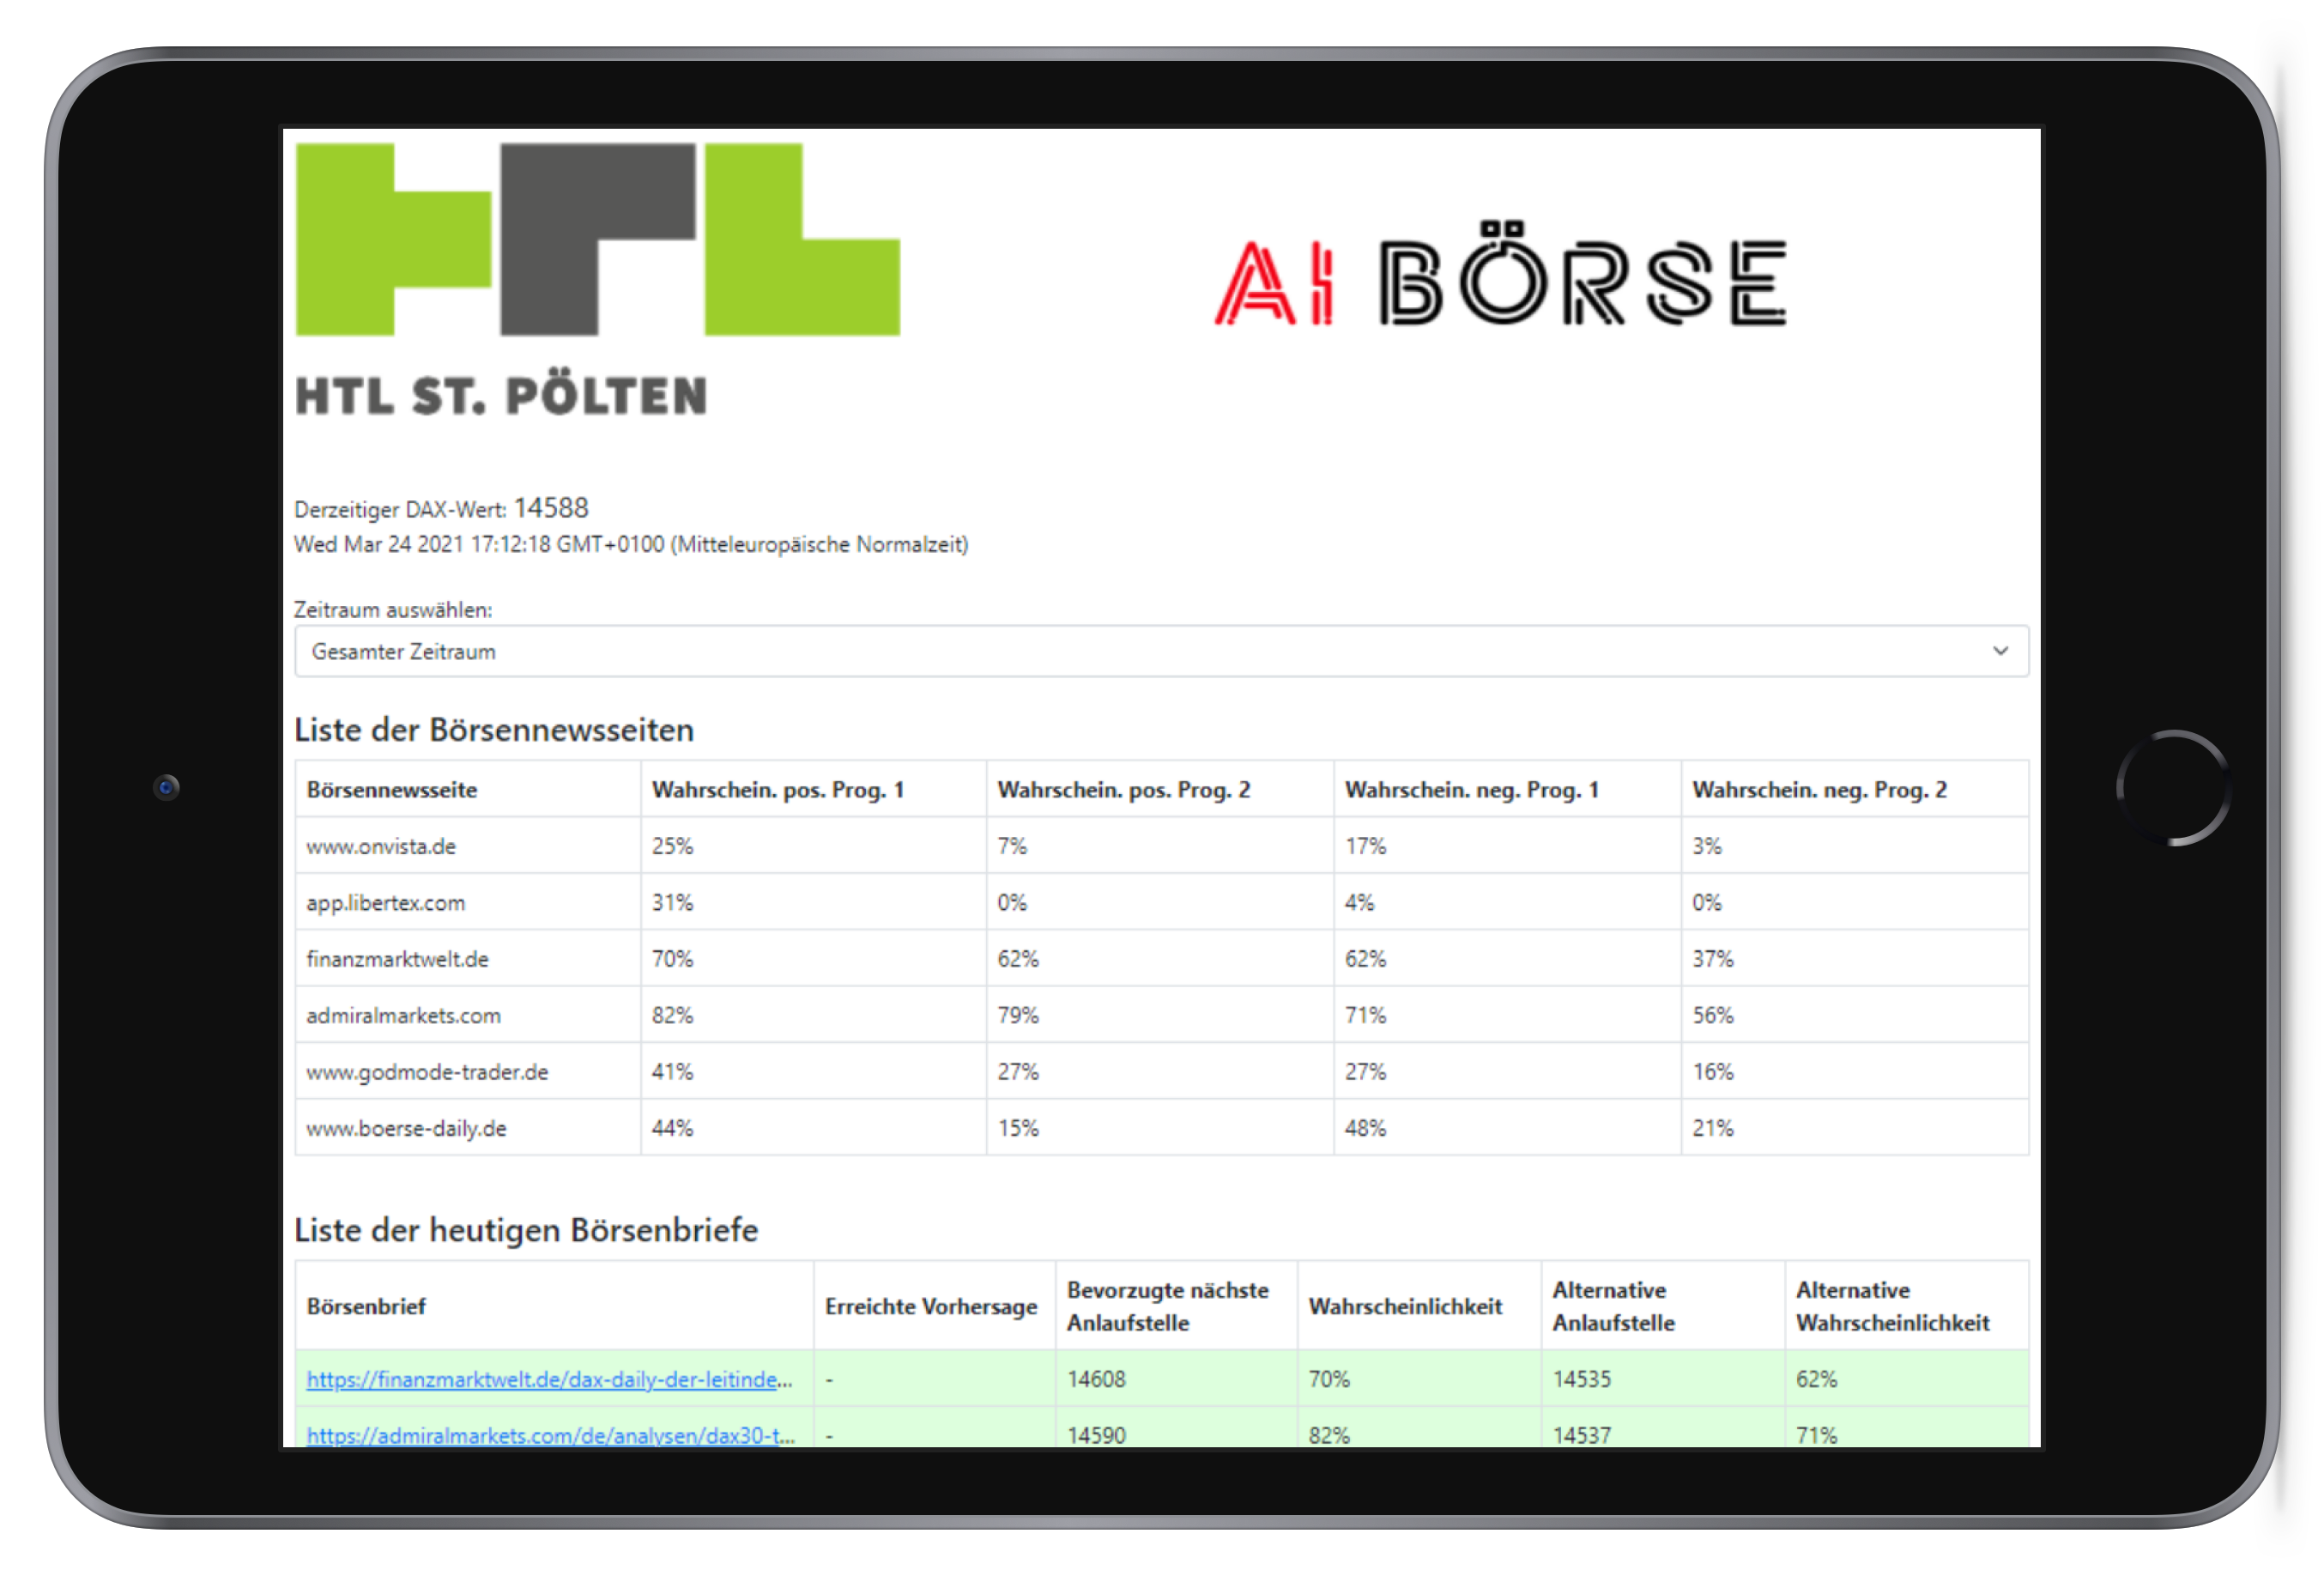 HTL ST. PÖLTEN
AI BÖRSE
Derzeitiger DAX-Wert: 14588
Wed Mar 24 2021 17:12:18 GMT+0100 (Mitteleuropäische Normalzeit)
Zeitraum auswählen:
Gesamter Zeitraum
Liste der Börsennewsseiten
Börsennewsseite Wahrschein. pos. Prog. 1 Wahrschein. pos. Prog. 2 Wahrschein. neg. Prog. 1 Wahrschein. neg. Prog. 2
www.onvista.de 25% 7% 17% 3%
app.libertex.com 31% 0% 4% 0%
finanzmarktwelt.de 70% 62% 62% 37%
admiralmarkets.com 82% 79% 71% 56%
www.godmode-trader.de 41% 27% 27% 16%
www.boerse-daily.de 44% 15% 48% 21%
Liste der heutigen Börsenbriefe
Börsenbrief Erreichte Vorhersage Bevorzugte nächste Anlaufstelle Wahrscheinlichkeit Alternative Anlaufstelle Alternative Wahrscheinlichkeit
https://finanzmarktwelt.de/dax-daily-der-leitinde... - 14608 70% 14535 62%
https://admiralmarkets.com/de/analysen/dax30-t... - 14590 82% 14537 71%